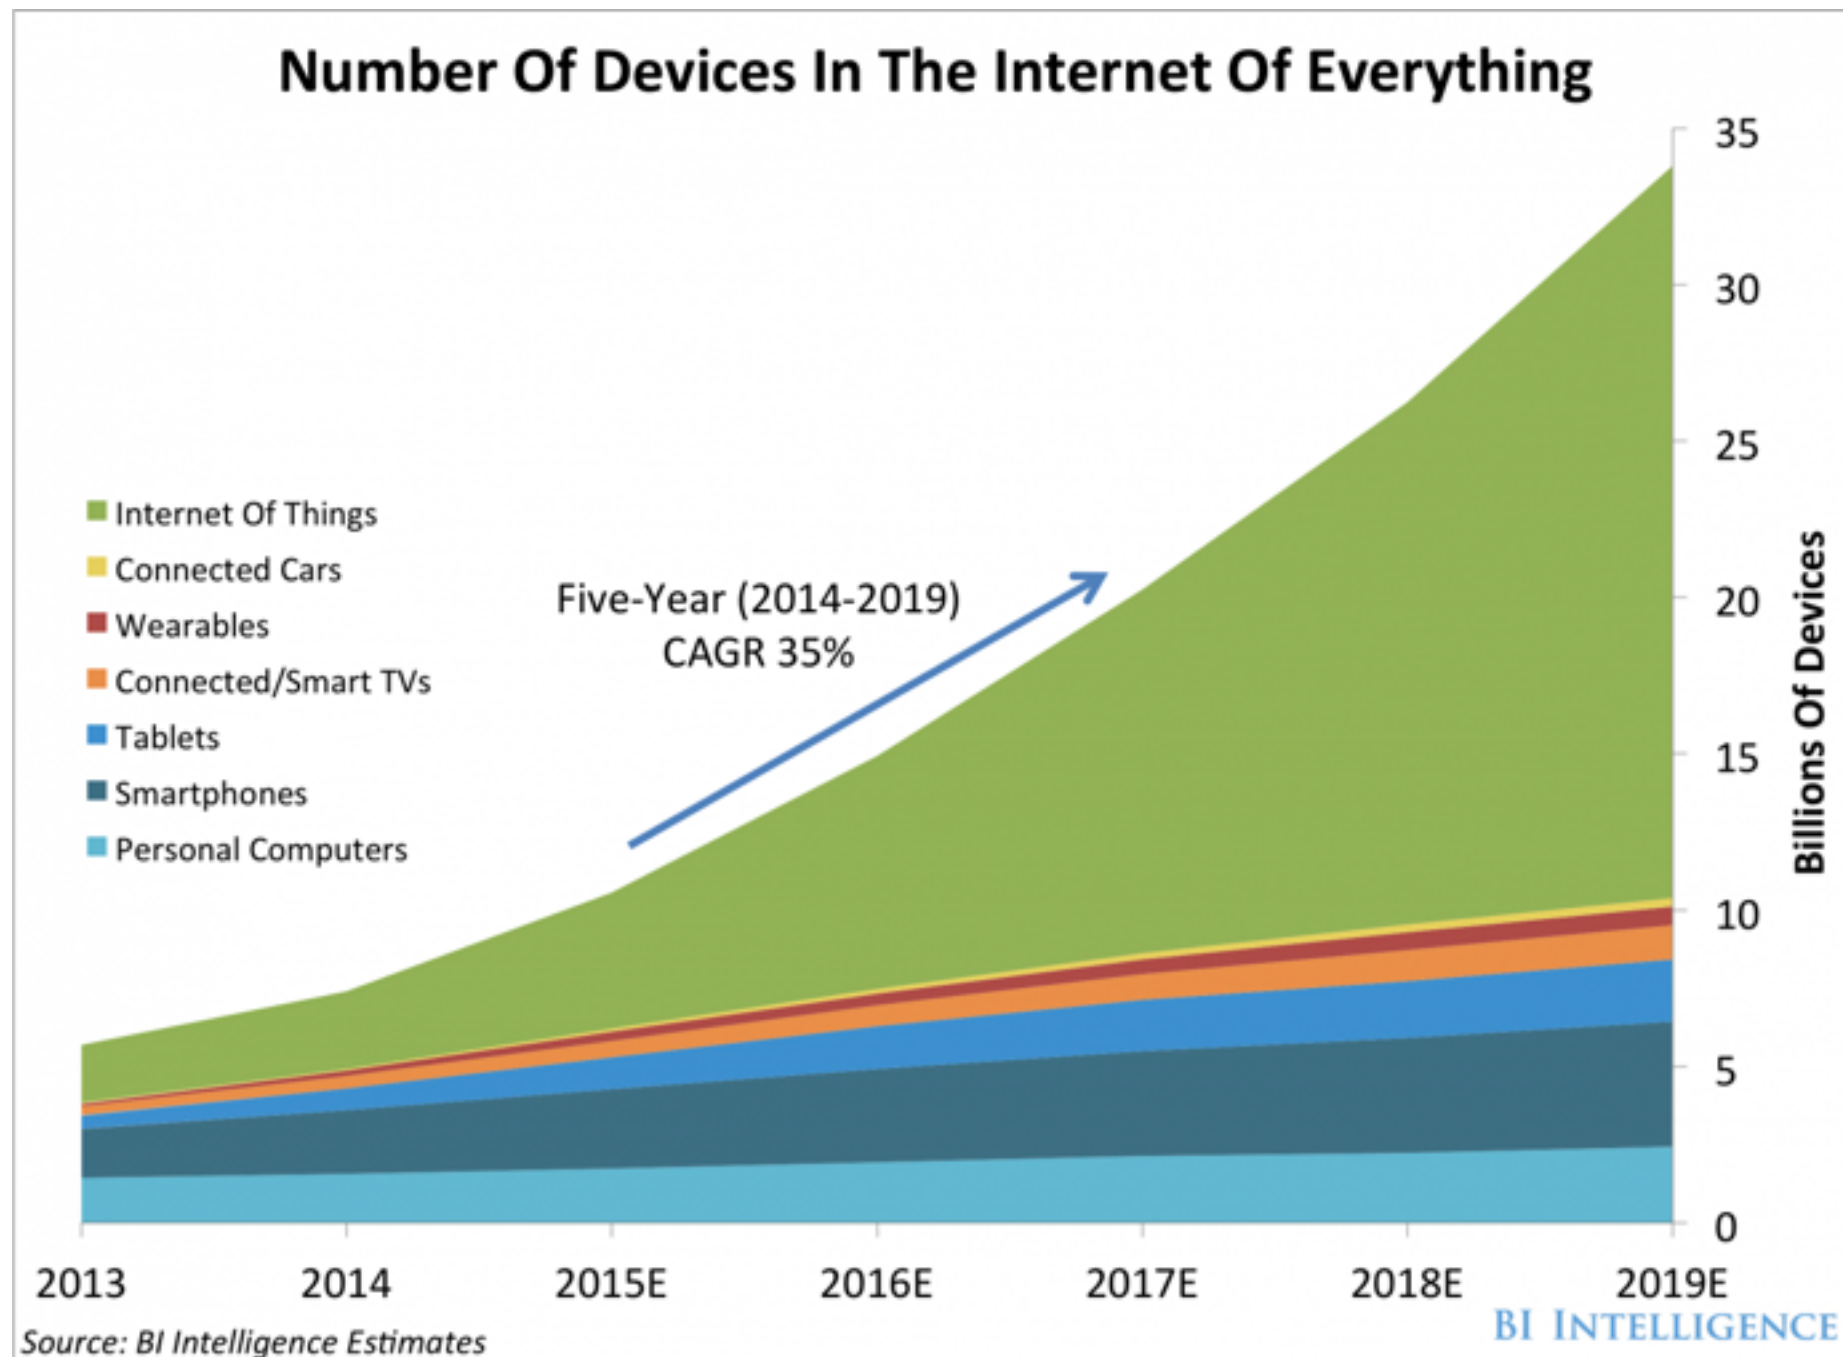 Number Of Devices In The Internet Of Everything
35
30
25
20
15
10
5
0
Billions Of Devices
Internet Of Things
Connected Cars
Wearables
Connected/Smart TVs
Tablets
Smartphones
Personal Computers
Five-Year (2014-2019)
CAGR 35%
2013 2014 2015E 2016E 2017E 2018E 2019E
Source: BI Intelligence Estimates
BI INTELLIGENCE